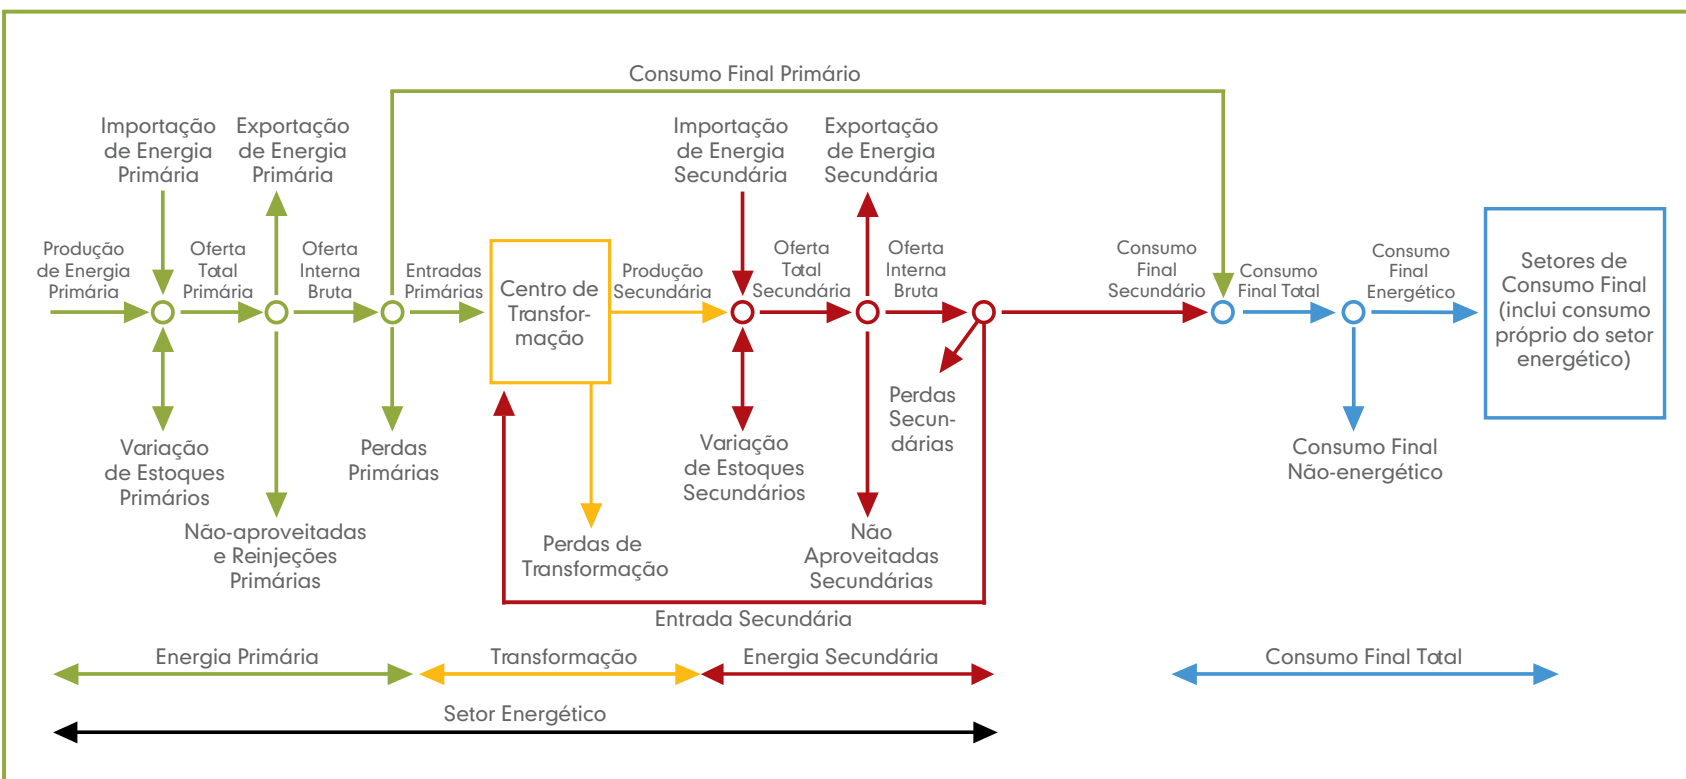 Consumo Final Primário
Importação
de Energia
Primária
Exportação
de Energia
Primária
Importação
de Energia
Secundária
Exportação
de Energia
Secundária
Produção
de Energia
Primária
Oferta
Total
Primária
Oferta
Interna
Bruta
Entradas
Primárias
Centro de
Transfor-
mação
Produção
Secundária
Oferta
Total
Secundária
Oferta
Interna
Bruta
Consumo
Final
Secundário
Consumo
Final Total
Consumo
Final
Energético
Setores de
Consumo Final
(inclui consumo
próprio do setor
energético)
Variação
de Estoques
Primários
Perdas
Primárias
Variação
de Estoques
Secundários
Perdas
Secun-
dárias
Consumo Final
Não-energético
Não-aproveitadas
e Reinjeções
Primárias
Perdas de
Transformação
Não
Aproveitadas
Secundárias
Entrada Secundária
Energia Primária
Transformação
Energia Secundária
Consumo Final Total
Setor Energético